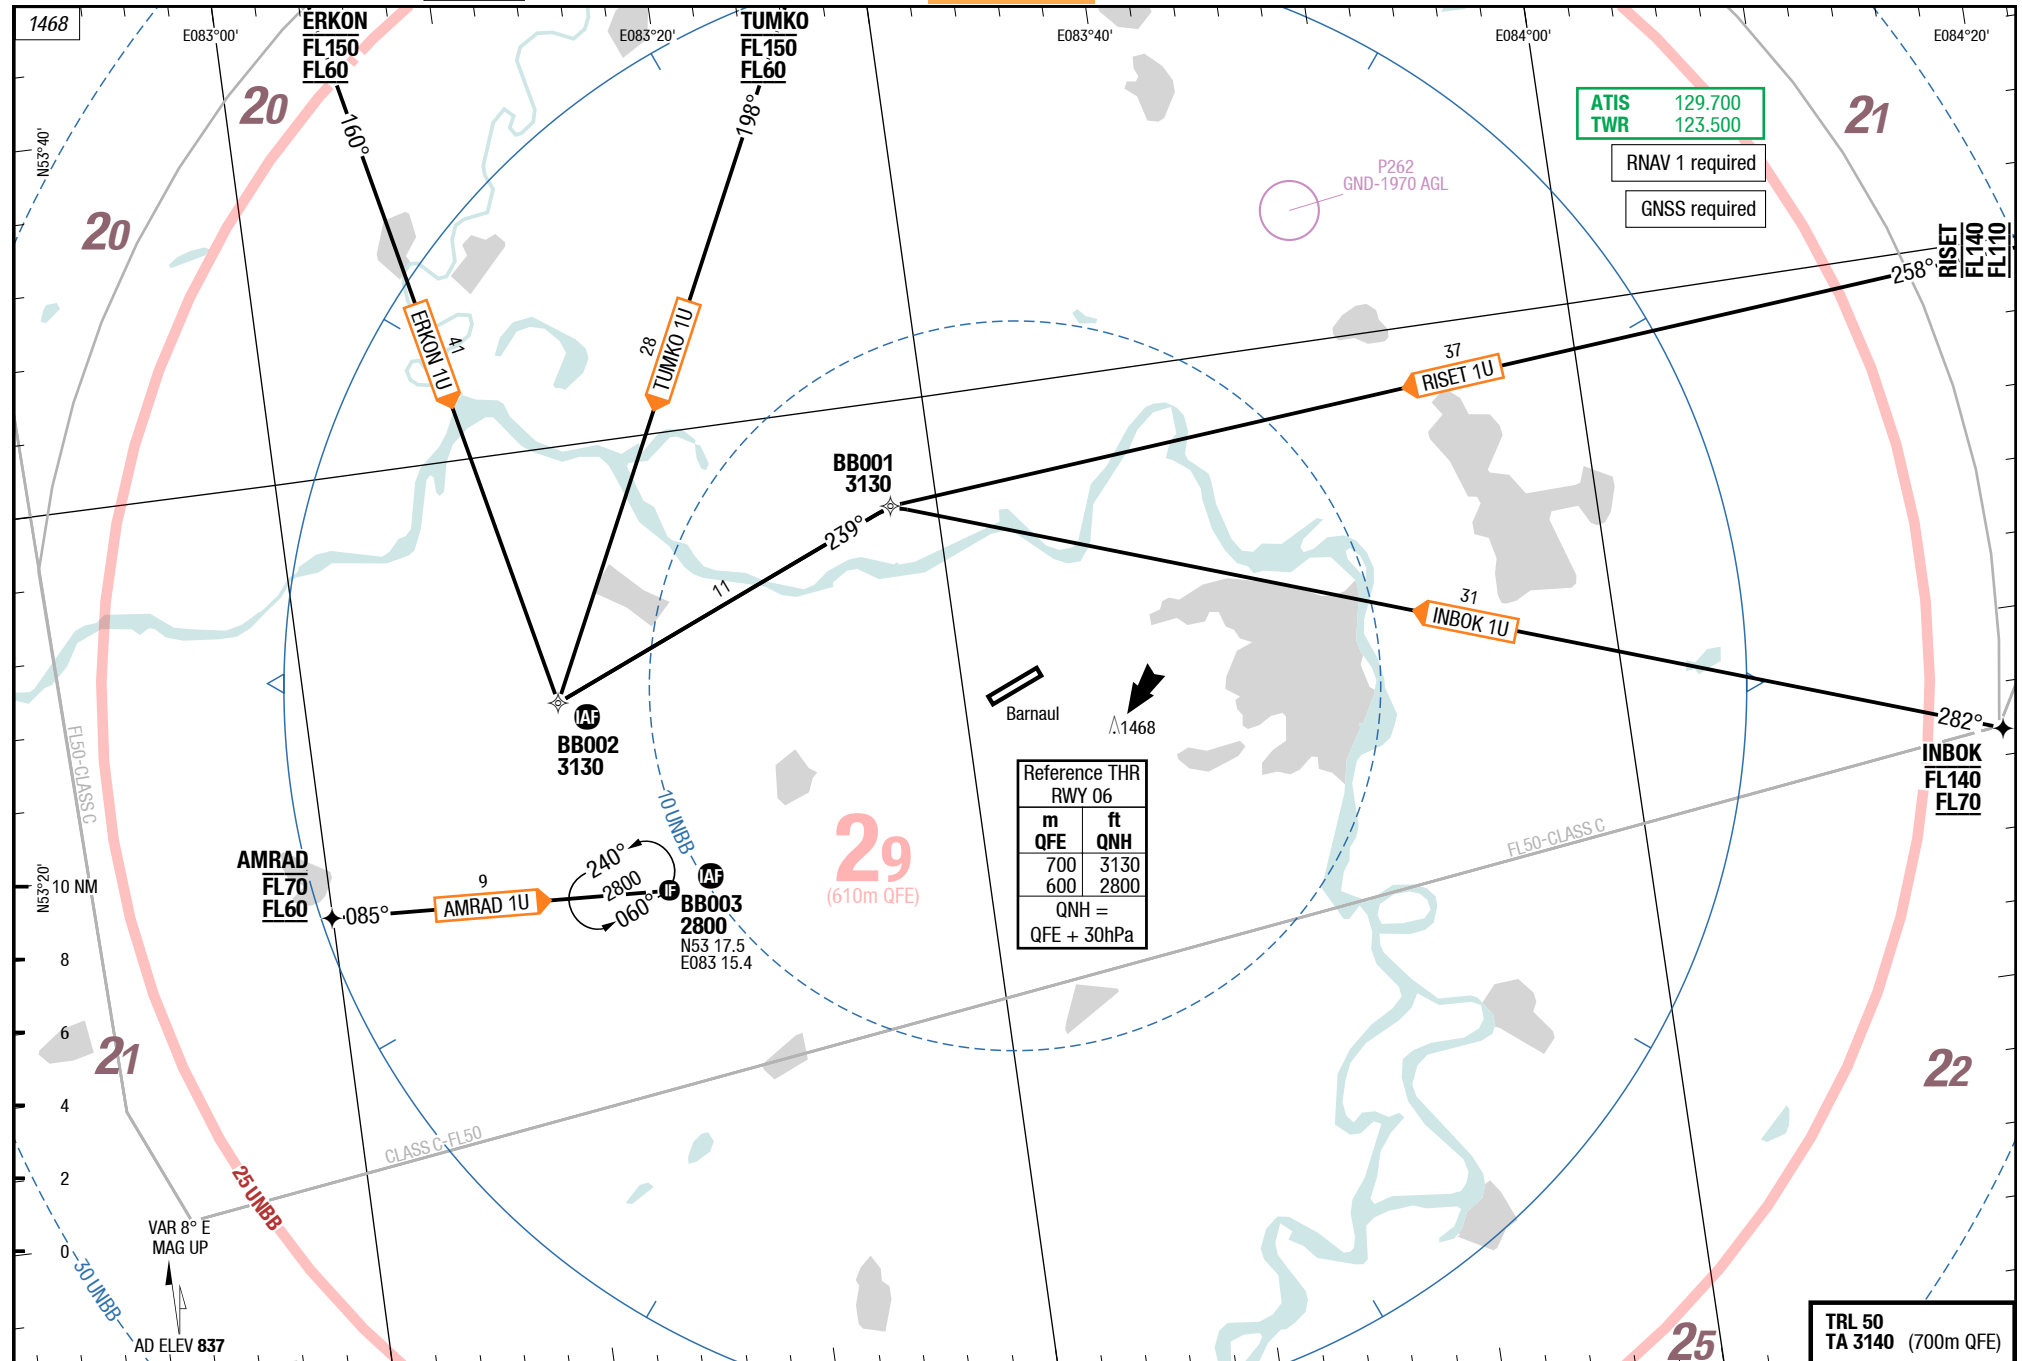 1468
ERKON
FL150
FL60
TUMKO
FL150
FL60
E083°00'
E083°20'
E083°40'
E084°00'
E084°20'
20
20
21
ATIS 129.700
TWR 123.500
RNAV 1 required
GNSS required
P262
GND-1970 AGL
N53°40'
160°
198°
RISET
FL140
FL110
258°
ERKON 1U
41
TUMKO 1U
28
37
RISET 1U
BB001
3130
239°
11
31
INBOK 1U
282°
INBOK
FL140
FL70
IAF
BB002
3130
Barnaul
1468
FL50-CLASS C
10 UNBB
Reference THR
RWY 06
m ft
QFE QNH
700 3130
600 2800
QNH =
QFE + 30hPa
29
(610m QFE)
FL50-CLASS C
AMRAD
FL70
FL60
085°
9
AMRAD 1U
240°
2800
060°
IF
IAF
BB003
2800
N53 17.5
E083 15.4
N53°20'
10 NM
8
6
4
2
0
21
22
CLASS C-FL50
25 UNBB
30 UNBB
VAR 8° E
MAG UP
AD ELEV 837
25
TRL 50
TA 3140 (700m QFE)